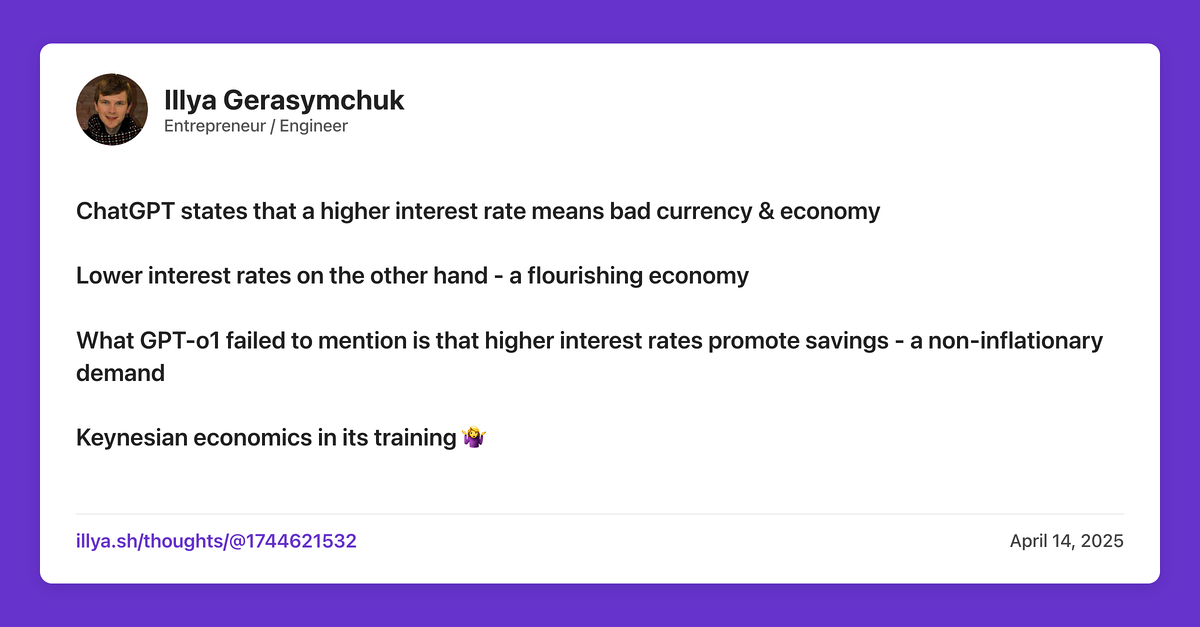 Illya Gerasymchuk
Entrepreneur / Engineer
ChatGPT states that a higher interest rate means bad currency & economy
Lower interest rates on the other hand - a flourishing economy
What GPT-o1 failed to mention is that higher interest rates promote savings - a non-inflationary
demand
Keynesian economics in its training 🤷‍♀️
illya.sh/thoughts/@1744621532
April 14, 2025